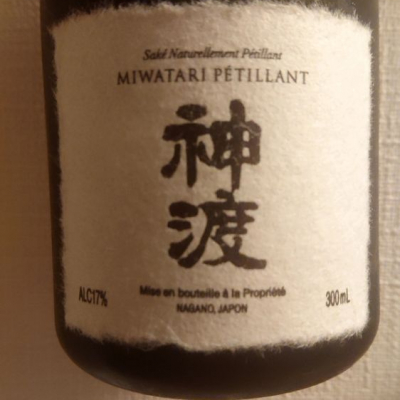 Saké Naturellement Pétillant
MIWATARI PÉTILLANT
神
渡
ALC17%
Mise en bouteille à la Propriété
300mL
NAGANO, JAPON